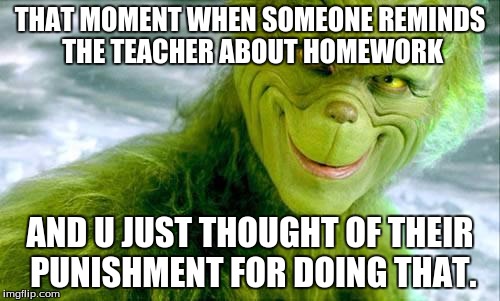 THAT MOMENT WHEN SOMEONE REMINDS
THE TEACHER ABOUT HOMEWORK
AND U JUST THOUGHT OF THEIR
PUNISHMENT FOR DOING THAT.
imgflip.com